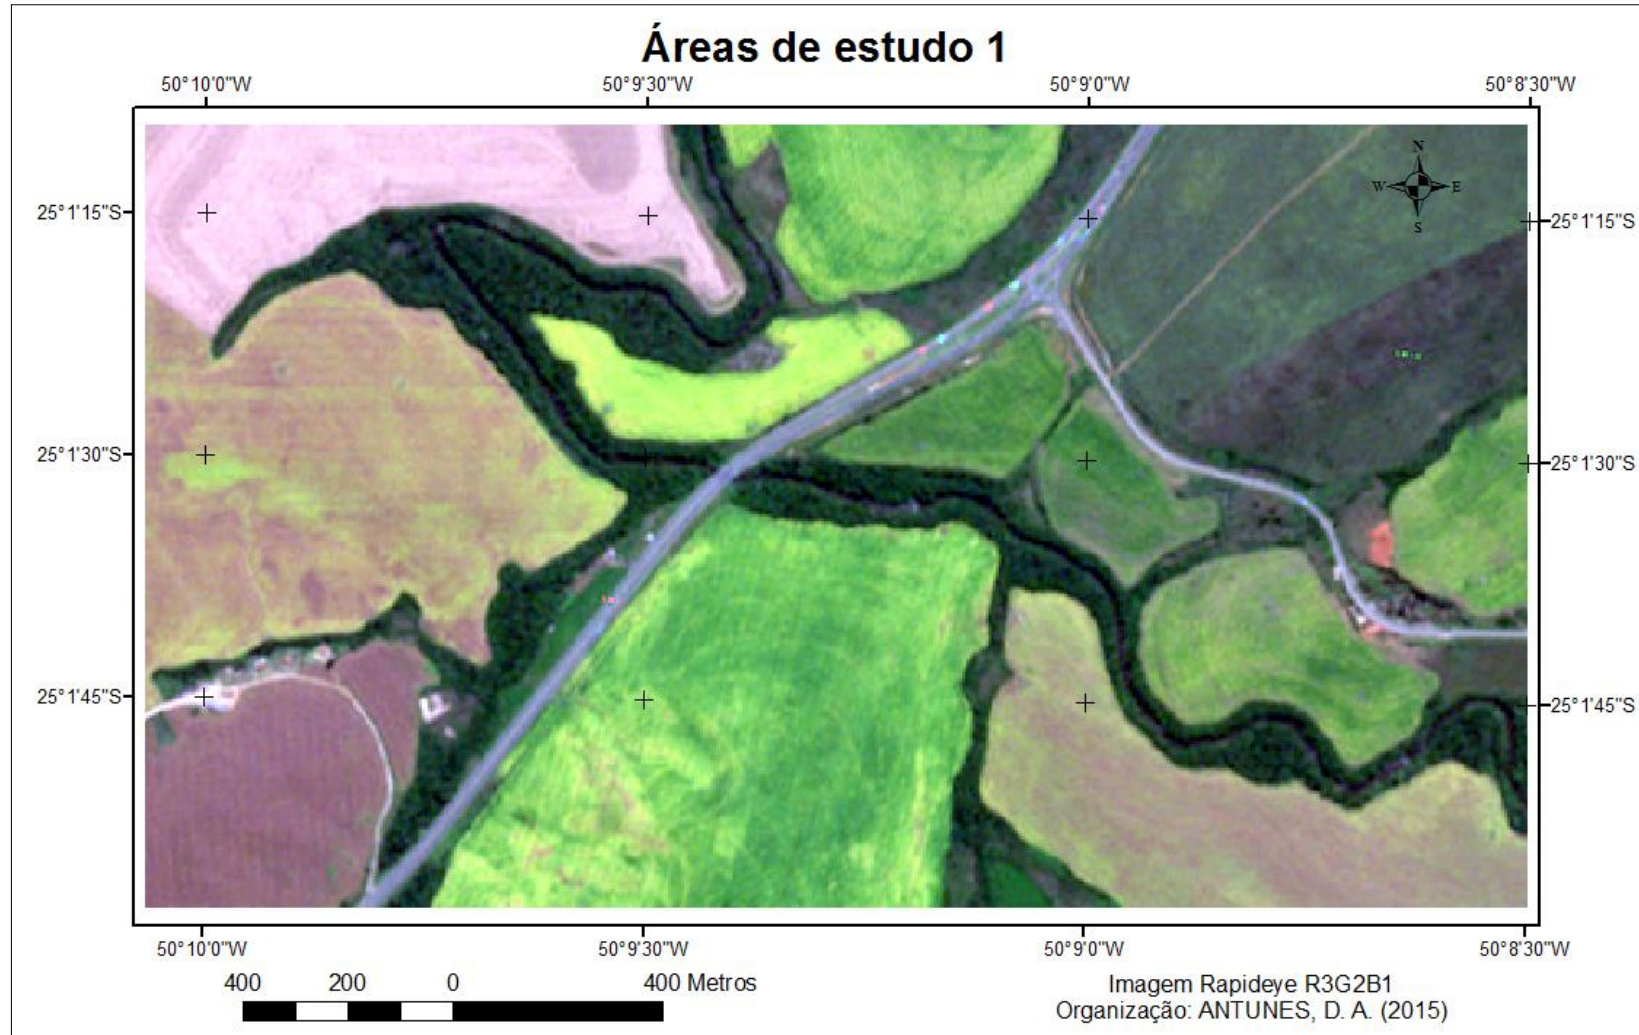 Áreas de estudo 1
50°10'0"W 50°9'30"W 50°9'0"W 50°8'30"W
N
W E
S
25°1'15"S 25°1'15"S
25°1'30"S 25°1'30"S
25°1'45"S 25°1'45"S
50°10'0"W 50°9'30"W 50°9'0"W 50°8'30"W
400 200 0 400 Metros
Imagem Rapideye R3G2B1
Organização: ANTUNES, D. A. (2015)